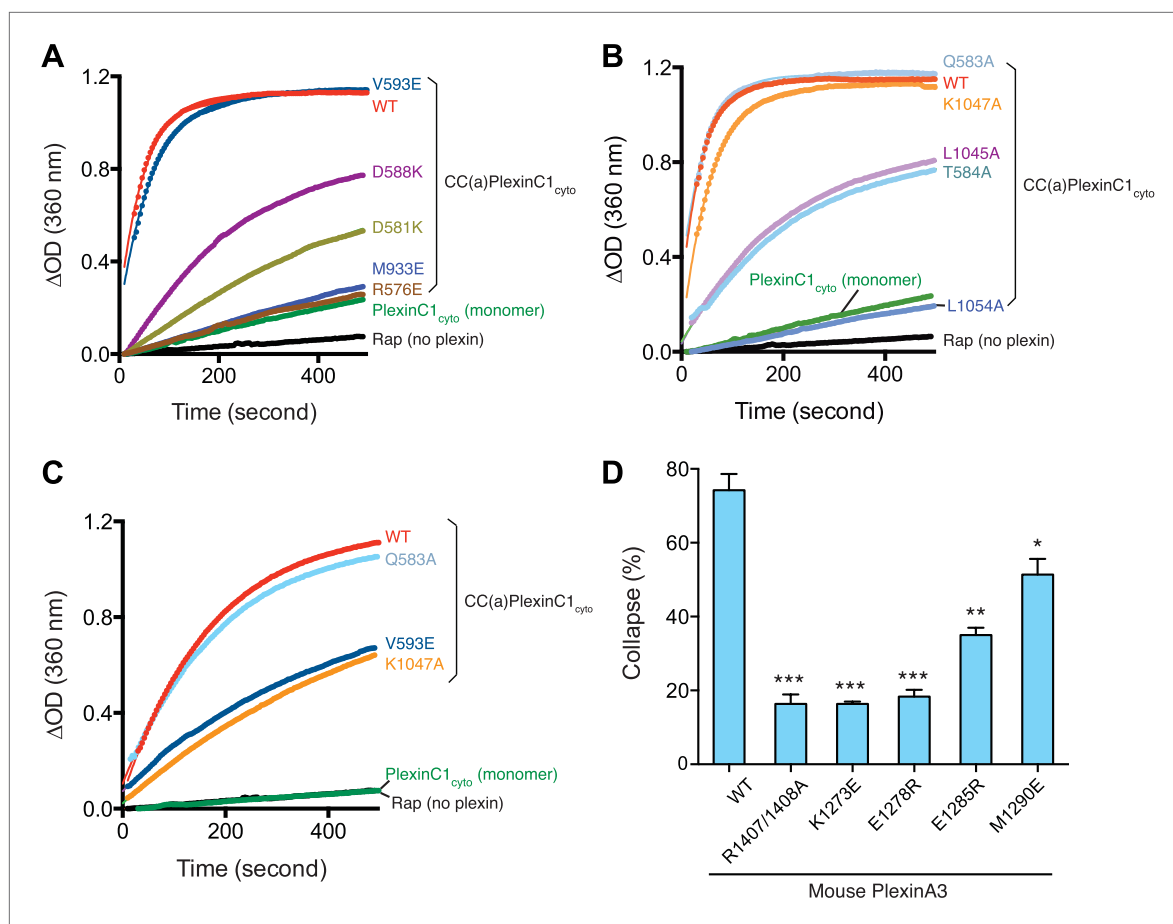 A
1.2
0.8
0.4
0.0
ΔOD (360 nm)
0
200
400
Time (second)
V593E
WT
D588K
D581K
M933E
R576E
PlexinC1cyto (monomer)
Rap (no plexin)
CC(a)PlexinC1cyto
B
1.2
0.8
0.4
0.0
ΔOD (360 nm)
0
200
400
Time (second)
Q583A
WT
K1047A
L1045A
T584A
PlexinC1cyto (monomer)
L1054A
Rap (no plexin)
CC(a)PlexinC1cyto
C
1.2
0.8
0.4
0.0
ΔOD (360 nm)
0
200
400
Time (second)
WT
Q583A
V593E
K1047A
PlexinC1cyto (monomer)
Rap (no plexin)
CC(a)PlexinC1cyto
D
80
60
40
20
0
Collapse (%)
***
***
***
**
*
WT
R1407/1408A
K1273E
E1278R
E1285R
M1290E
Mouse PlexinA3